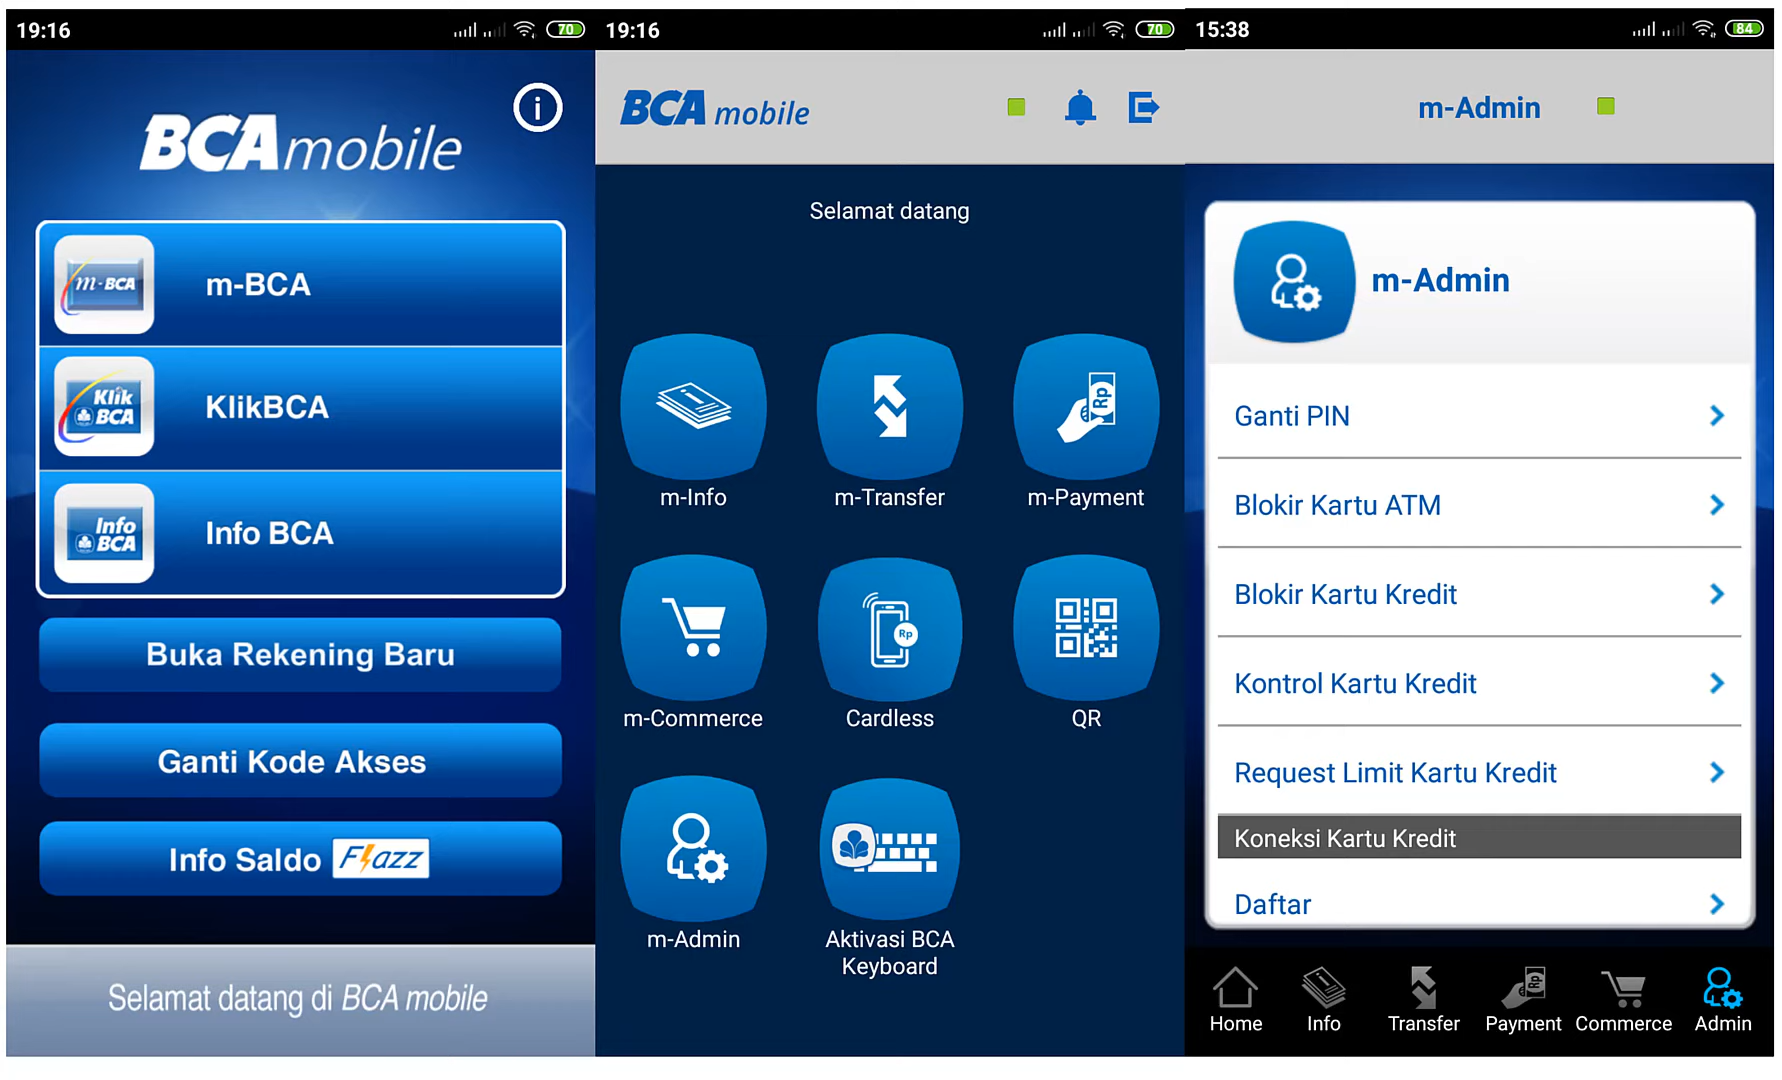 19:16
70
BCA mobile
i
m-BCA
m-BCA
Klik
BCA
KlikBCA
Info
BCA
Info BCA
Buka Rekening Baru
Ganti Kode Akses
Info Saldo Flazz
Selamat datang di BCA mobile
19:16
70
BCA mobile
Selamat datang
Rp
m-Info
m-Transfer
m-Payment
Rp
m-Commerce
Cardless
QR
m-Admin
Aktivasi BCA
Keyboard
15:38
84
m-Admin
m-Admin
Ganti PIN
Blokir Kartu ATM
Blokir Kartu Kredit
Kontrol Kartu Kredit
Request Limit Kartu Kredit
Koneksi Kartu Kredit
Daftar
Rp
Home
Info
Transfer
Payment
Commerce
Admin